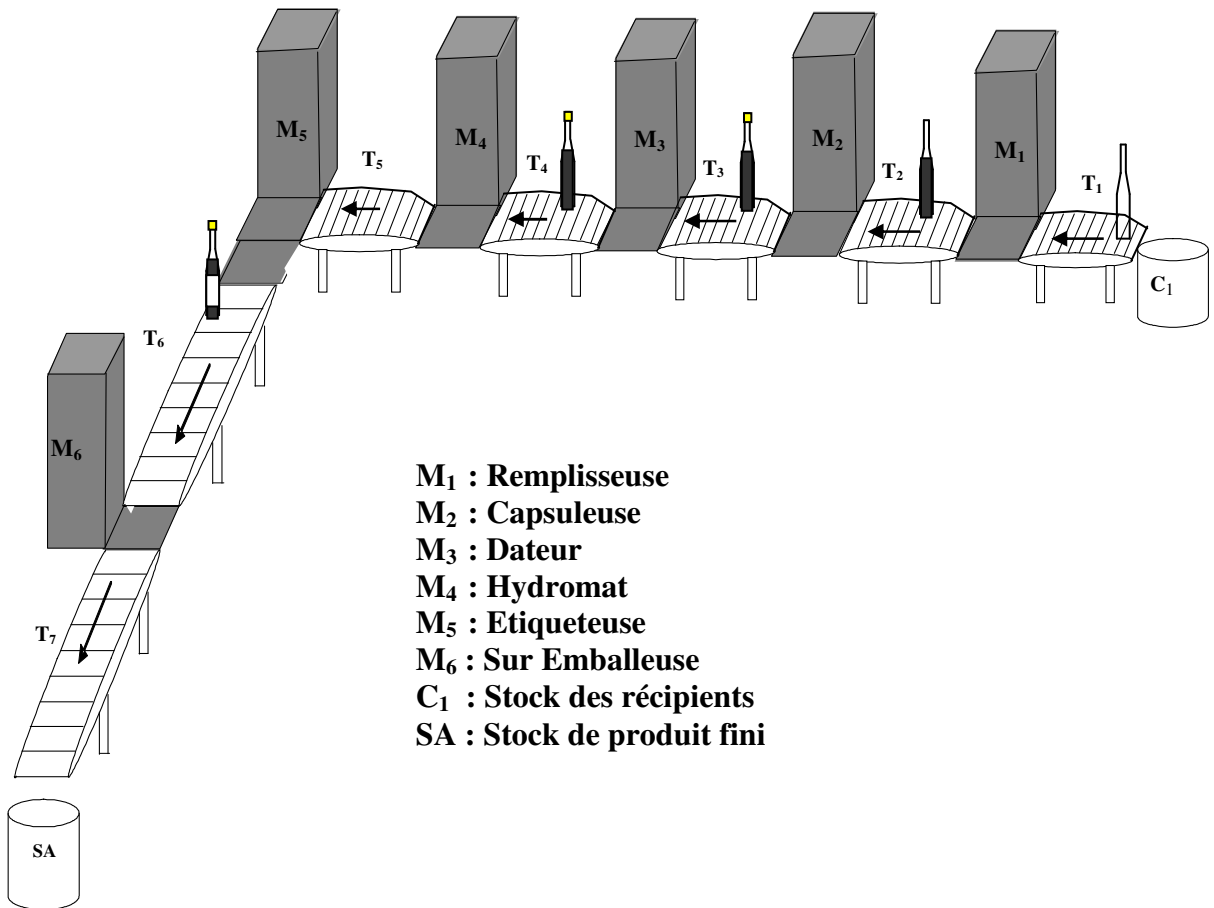 M₅
M₄
M₃
M₂
M₁
T₅
T₄
T₃
T₂
T₁
C₁
T₆
M₆
T₇
SA
M₁ : Remplisseuse
M₂ : Capsuleuse
M₃ : Dateur
M₄ : Hydromat
M₅ : Etiqueteuse
M₆ : Sur Emballeuse
C₁ : Stock des récipients
SA : Stock de produit fini